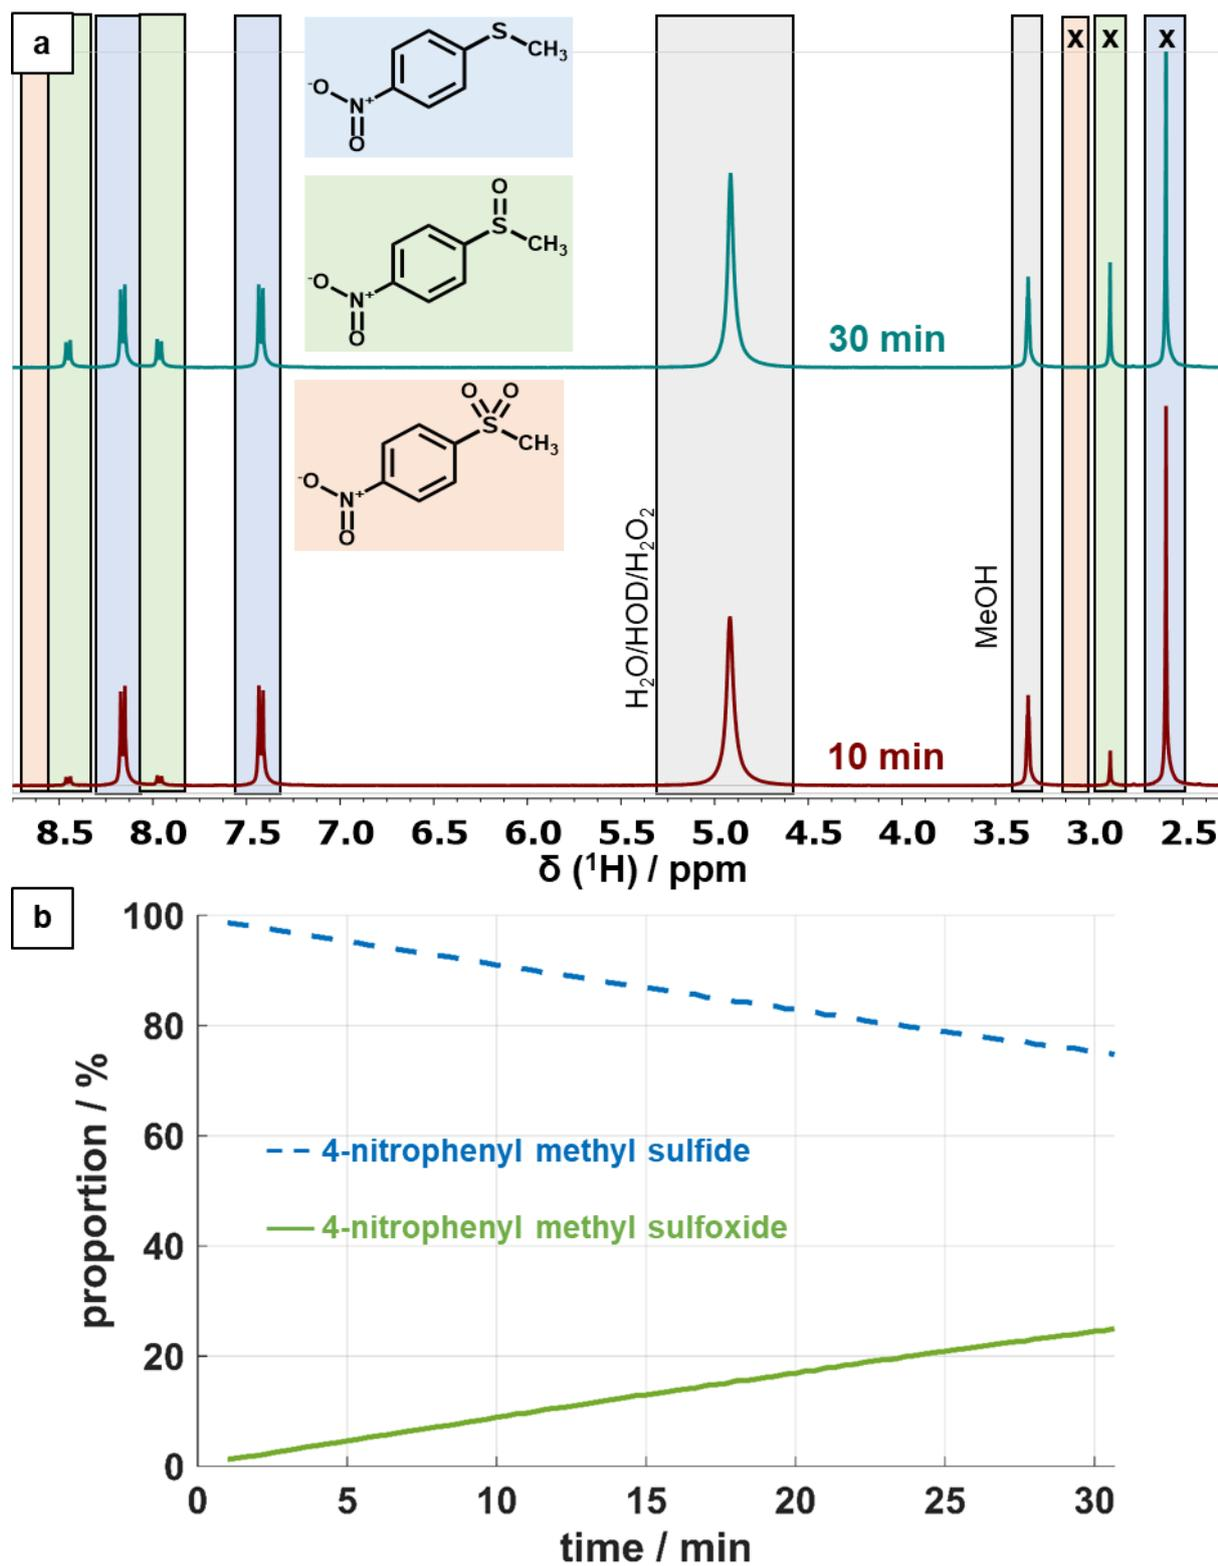 a
S
CH₃
⁻O
N⁺
O
O
S
CH₃
⁻O
N⁺
O
O O
S
CH₃
⁻O
N⁺
O
x x x
30 min
H₂O/HOD/H₂O₂
MeOH
10 min
8.5 8.0 7.5 7.0 6.5 6.0 5.5 5.0 4.5 4.0 3.5 3.0 2.5
δ (¹H) / ppm
b
100
80
60
40
20
0
proportion / %
4-nitrophenyl methyl sulfide
4-nitrophenyl methyl sulfoxide
0 5 10 15 20 25 30
time / min